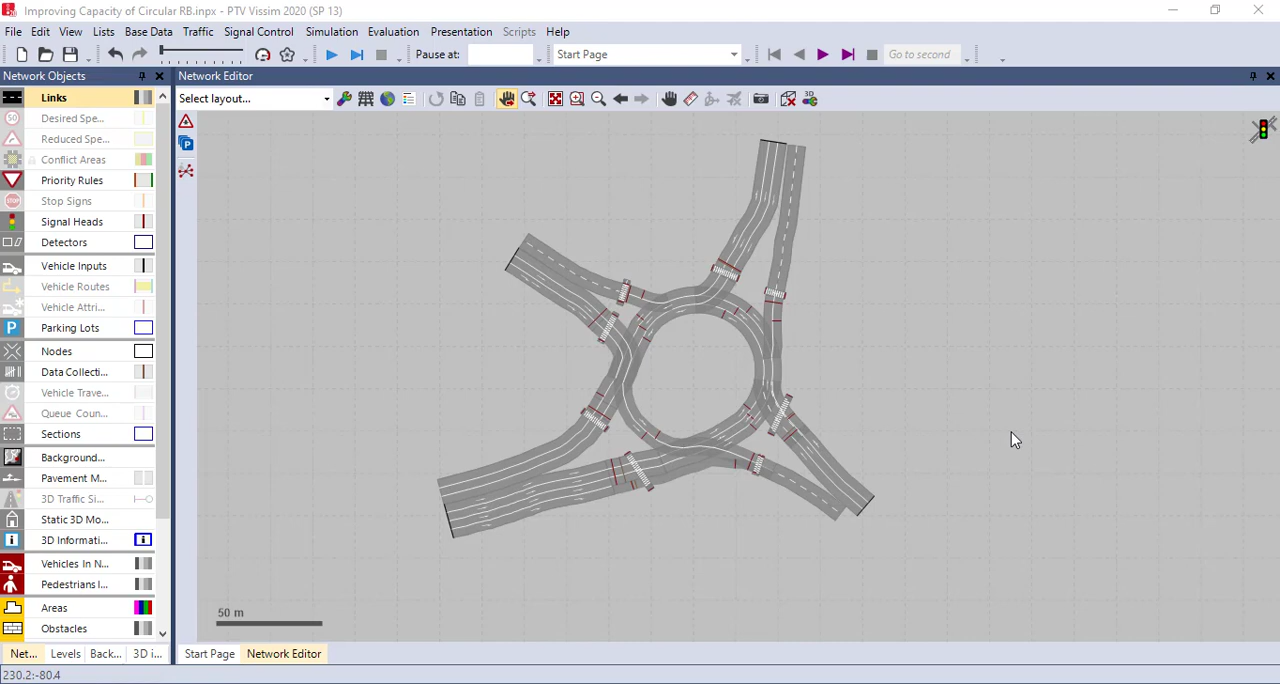 Improving Capacity of Circular RB.inpx - PTV Vissim 2020 (SP 13)
File Edit View Lists Base Data Traffic Signal Control Simulation Evaluation Presentation Scripts Help
Pause at: Start Page Go to second
Network Objects Network Editor
Select layout...
Links
Desired Spe...
Reduced Spe...
Conflict Areas
Priority Rules
Stop Signs
Signal Heads
Detectors
Vehicle Inputs
Vehicle Routes
Vehicle Attri...
Parking Lots
Nodes
Data Collecti...
Vehicle Trave...
Queue Coun...
Sections
Background...
Pavement M...
3D Traffic Si...
Static 3D Mo...
3D Informati...
Vehicles In N...
Pedestrians I...
Areas
Obstacles
50 m
Net... Levels Back... 3D i... Start Page Network Editor
230.2:-80.4